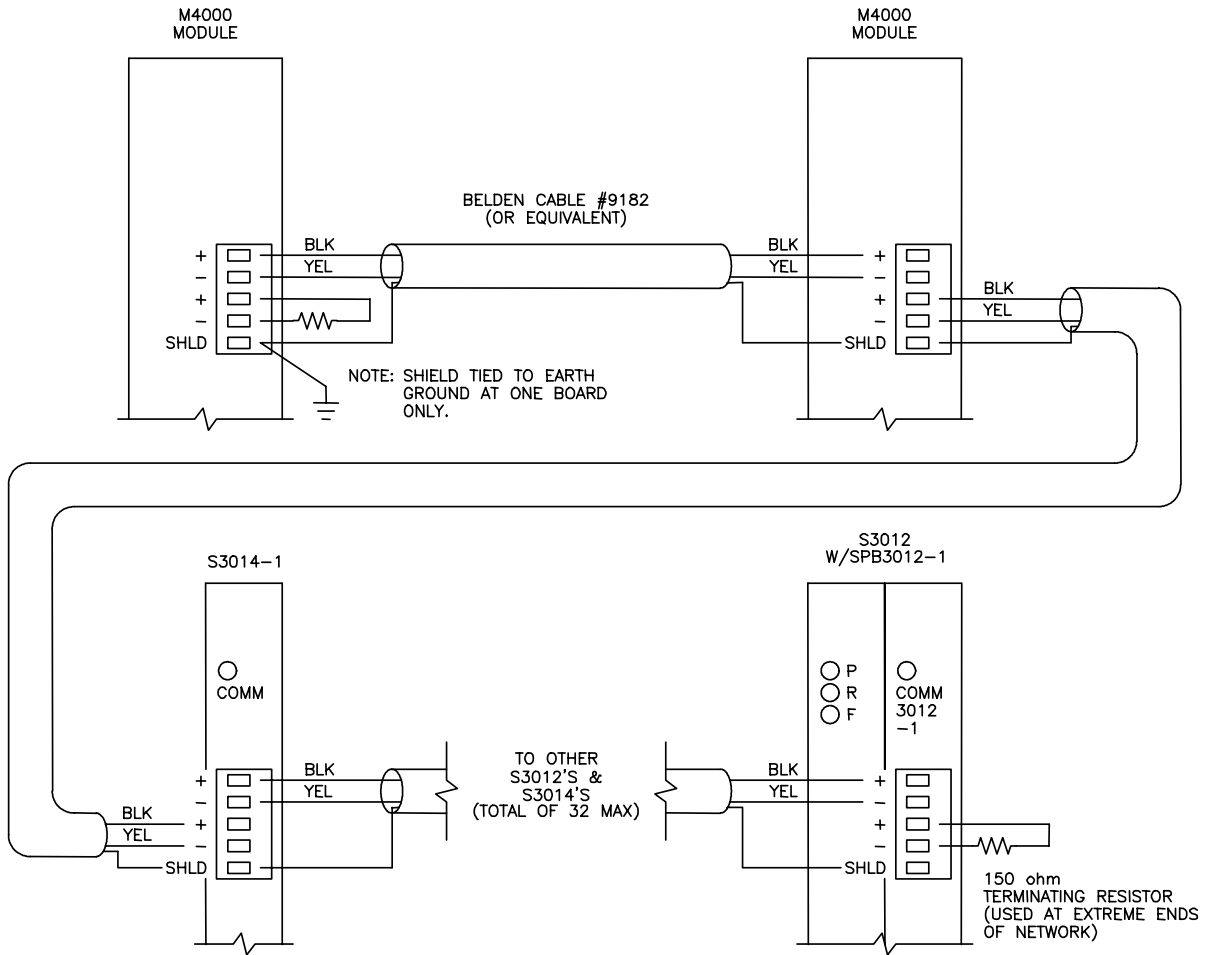 M4000
MODULE
M4000
MODULE
BELDEN CABLE #9182
(OR EQUIVALENT)
+
BLK
-
YEL
+
-
SHLD
BLK
+
YEL
-
+
BLK
-
YEL
SHLD
NOTE: SHIELD TIED TO EARTH
GROUND AT ONE BOARD
ONLY.
S3014-1
S3012
W/SPB3012-1
COMM
P
R
F
COMM
3012
-1
TO OTHER
S3012'S &
S3014'S
(TOTAL OF 32 MAX)
+
BLK
-
YEL
BLK
+
YEL
-
SHLD
BLK
+
YEL
-
+
-
SHLD
150 ohm
TERMINATING RESISTOR
(USED AT EXTREME ENDS
OF NETWORK)